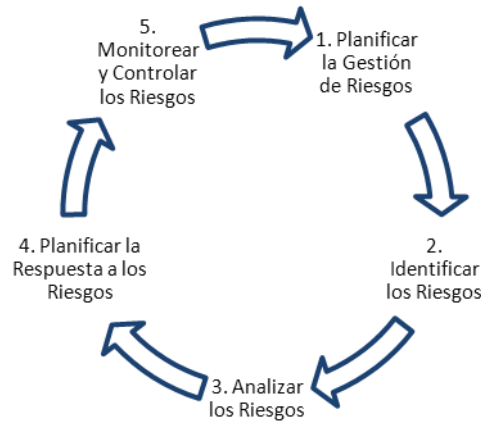 1. Planificar
la Gestión
de Riesgos
2.
Identificar
los Riesgos
3. Analizar
los Riesgos
4. Planificar la
Respuesta a los
Riesgos
5.
Monitorear
y Controlar
los Riesgos